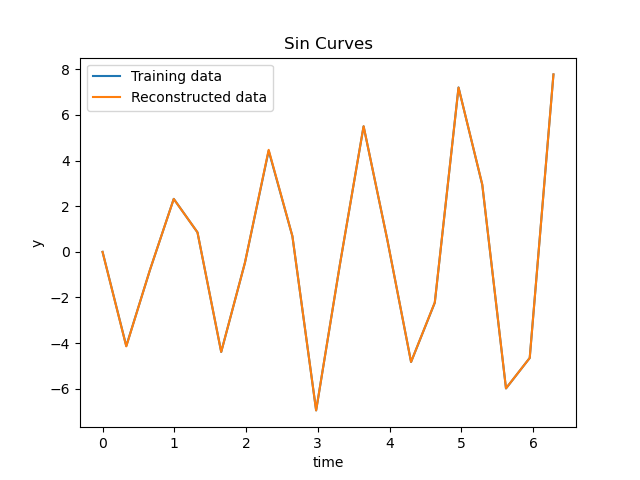 Sin Curves
Training data
Reconstructed data
8
6
4
2
0
−2
−4
−6
y
0 1 2 3 4 5 6
time